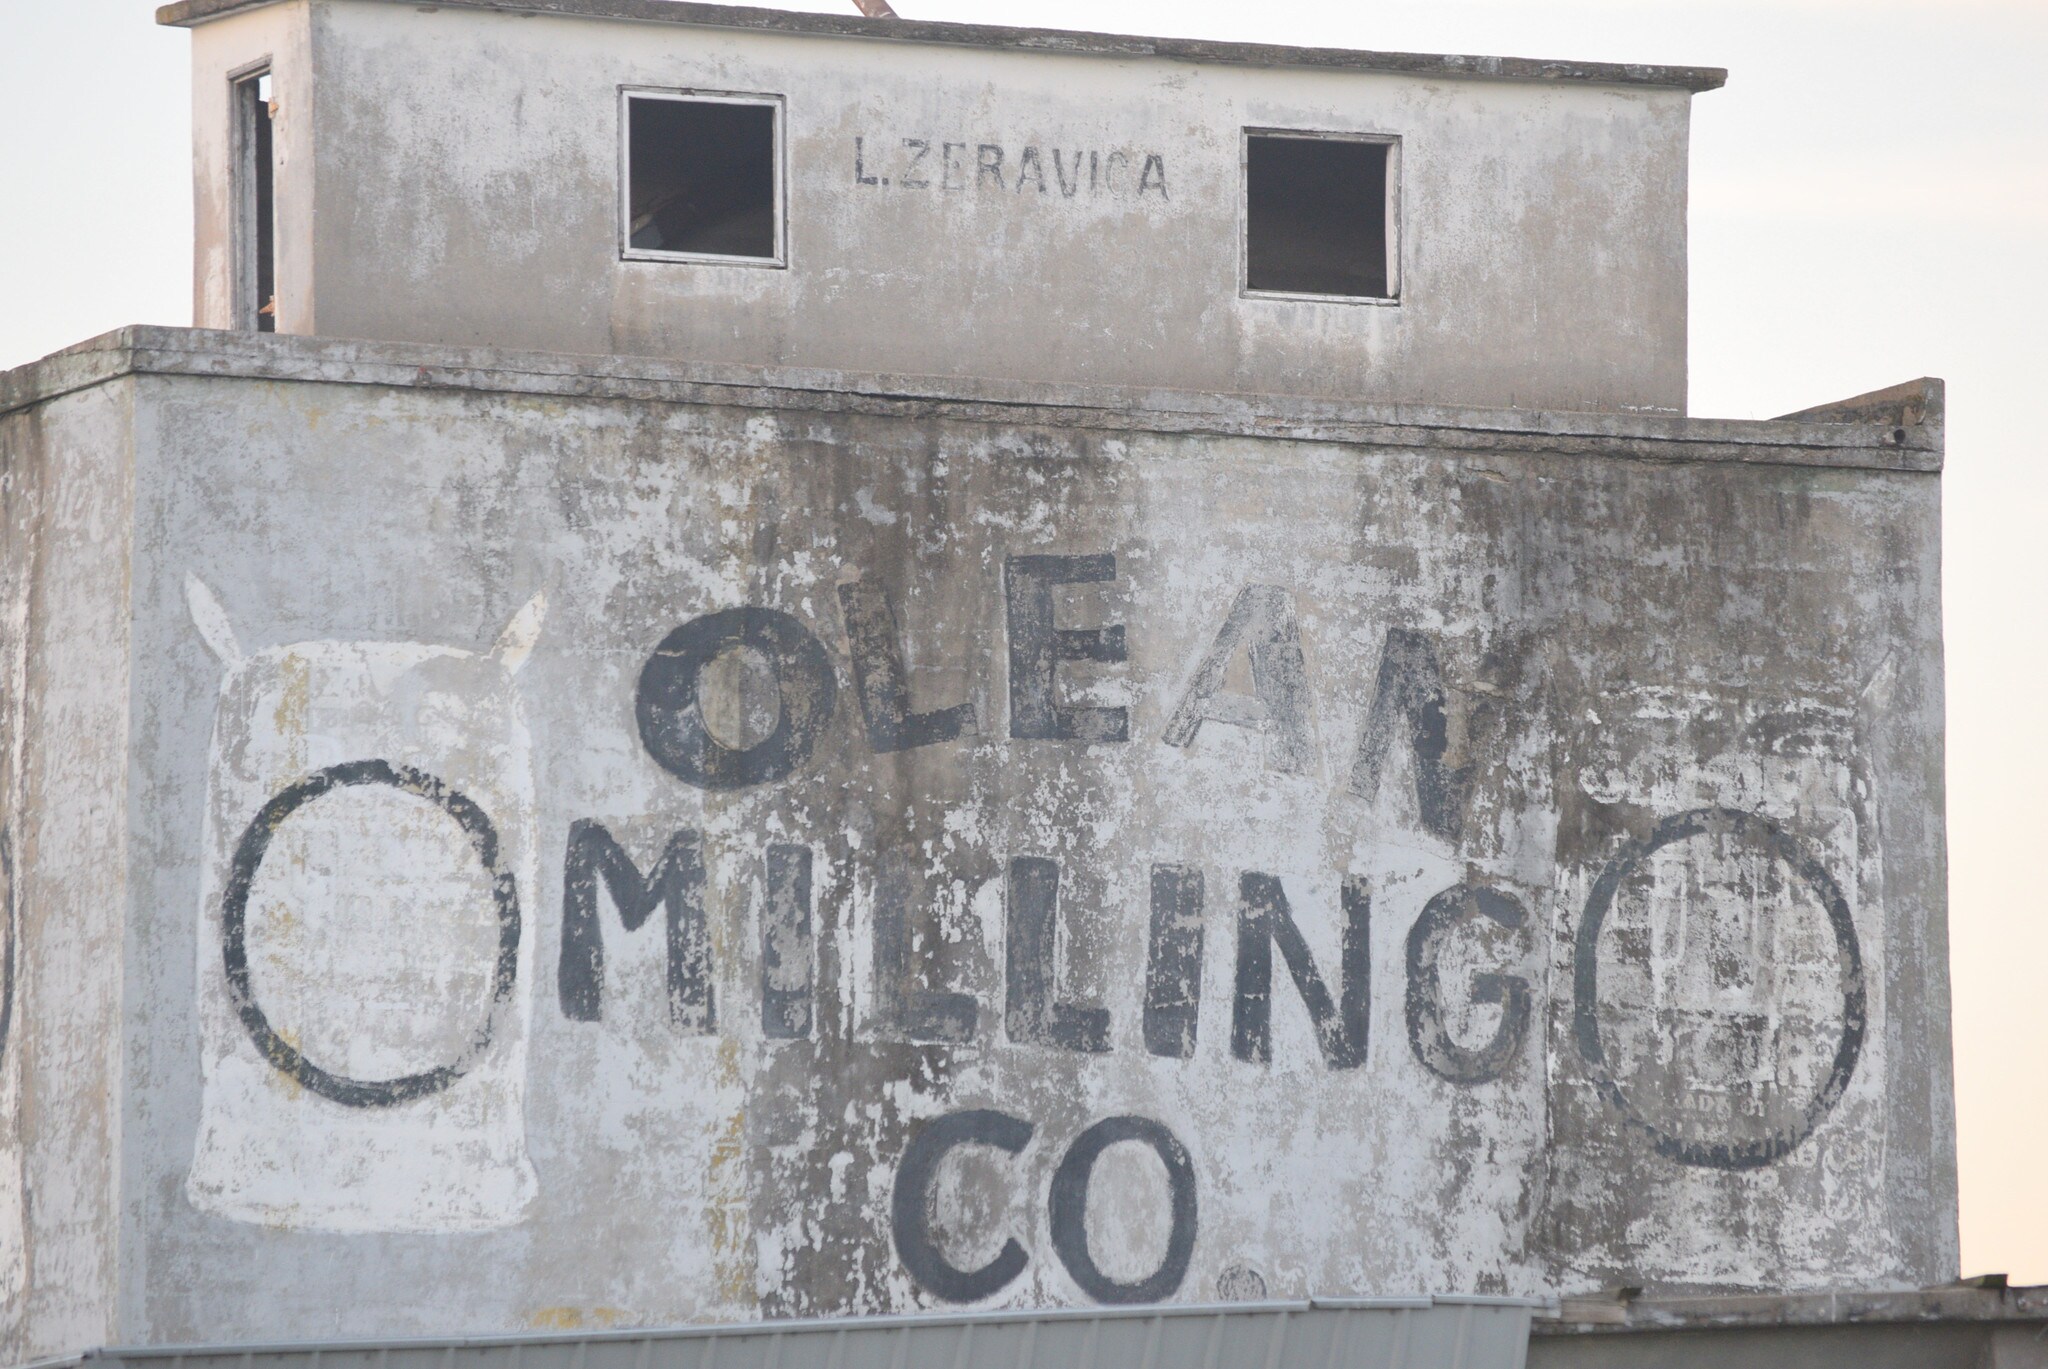 L. ZERAVICA
OLEAN
MILLING
CO.